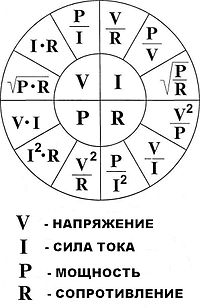 P/I V/R
I·R P/V
√P·R V I √P/R
V·I P R V²/P
I²·R V/I
V²/R P/I²
V - НАПРЯЖЕНИЕ
I - СИЛА ТОКА
P - МОЩНОСТЬ
R - СОПРОТИВЛЕНИЕ